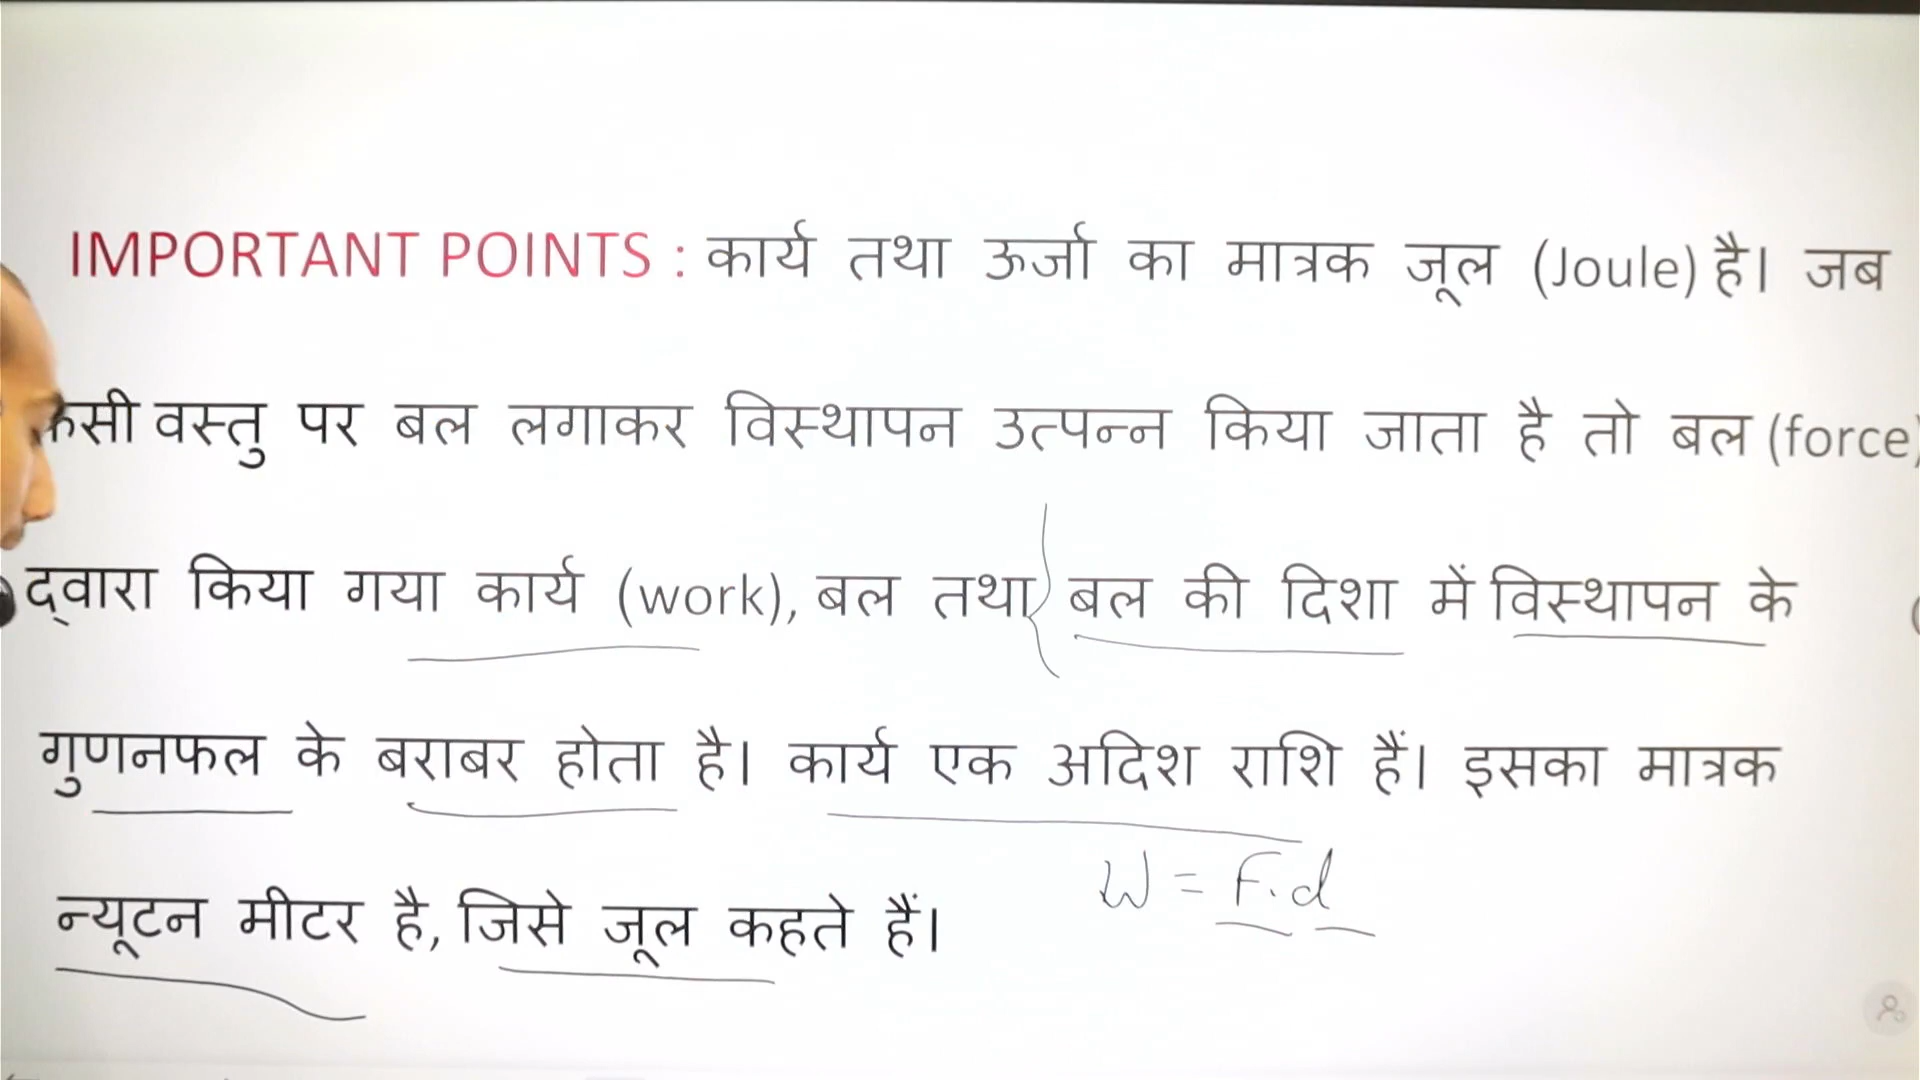 IMPORTANT POINTS : कार्य तथा ऊर्जा का मात्रक जूल (Joule) है। जब
वस्तु पर बल लगाकर विस्थापन उत्पन्न किया जाता है तो बल (force)
द्वारा किया गया कार्य (work), बल तथा बल की दिशा में विस्थापन के
गुणनफल के बराबर होता है। कार्य एक अदिश राशि हैं। इसका मात्रक
न्यूटन मीटर है, जिसे जूल कहते हैं।
W = F.d